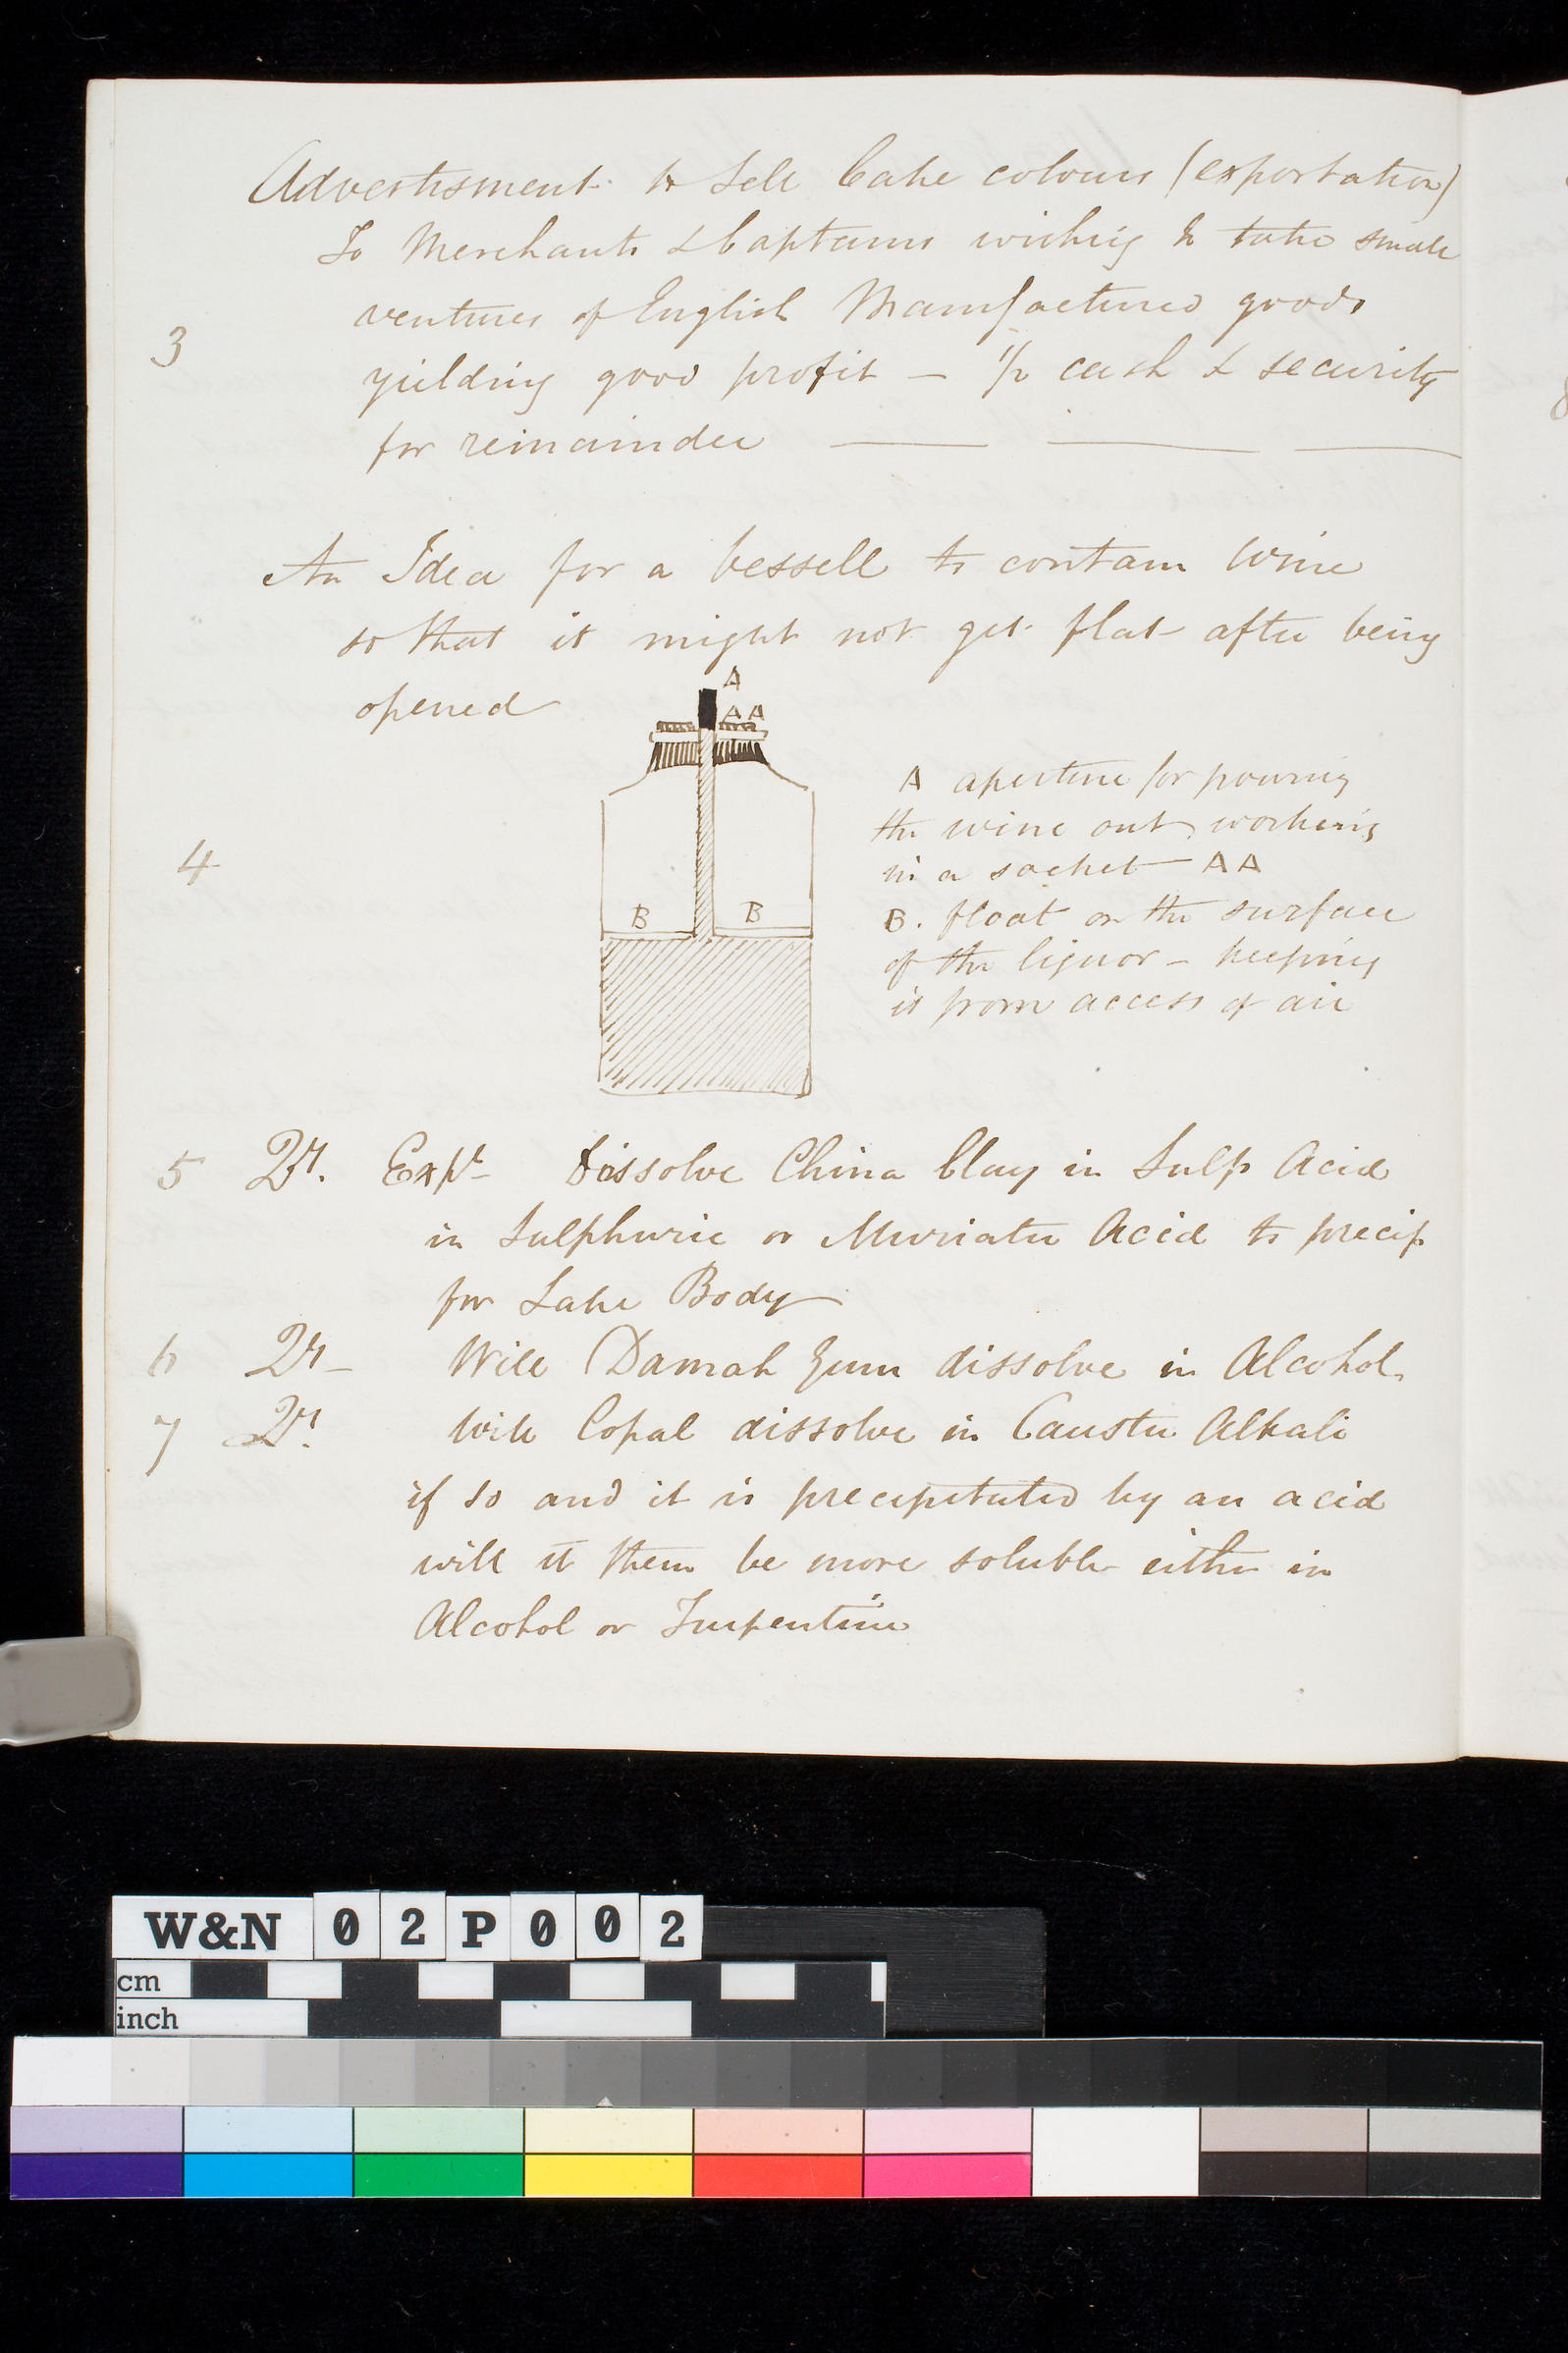 Advertisment to sell Cake colours (exportation)
To Merchants & Captains wishing to take small
ventures of English Manufactured goods
3
yielding good profit — 1/2 cash & security
for remainder
An Idea for a vessell to contain Wine
so that it might not get flat after being
opened
A
AA
A aperture for pouring
the wine out working
4
in a socket AA
B B
B. float on the surface
of the liquor – keeping
it from access of air
5 Qy. Expt Dissolve China Clay in Sulp Acid
in Sulphuric or Muriatic Acid to precip
for Lake Body
6 Qy – Will Damah Gum dissolve in Alcohol.
7 Qy. Will Copal dissolve in Caustic Alkali
if so and it is precipitated by an acid
will it then be more soluble either in
Alcohol or Turpentine
W&N 02P002
cm
inch